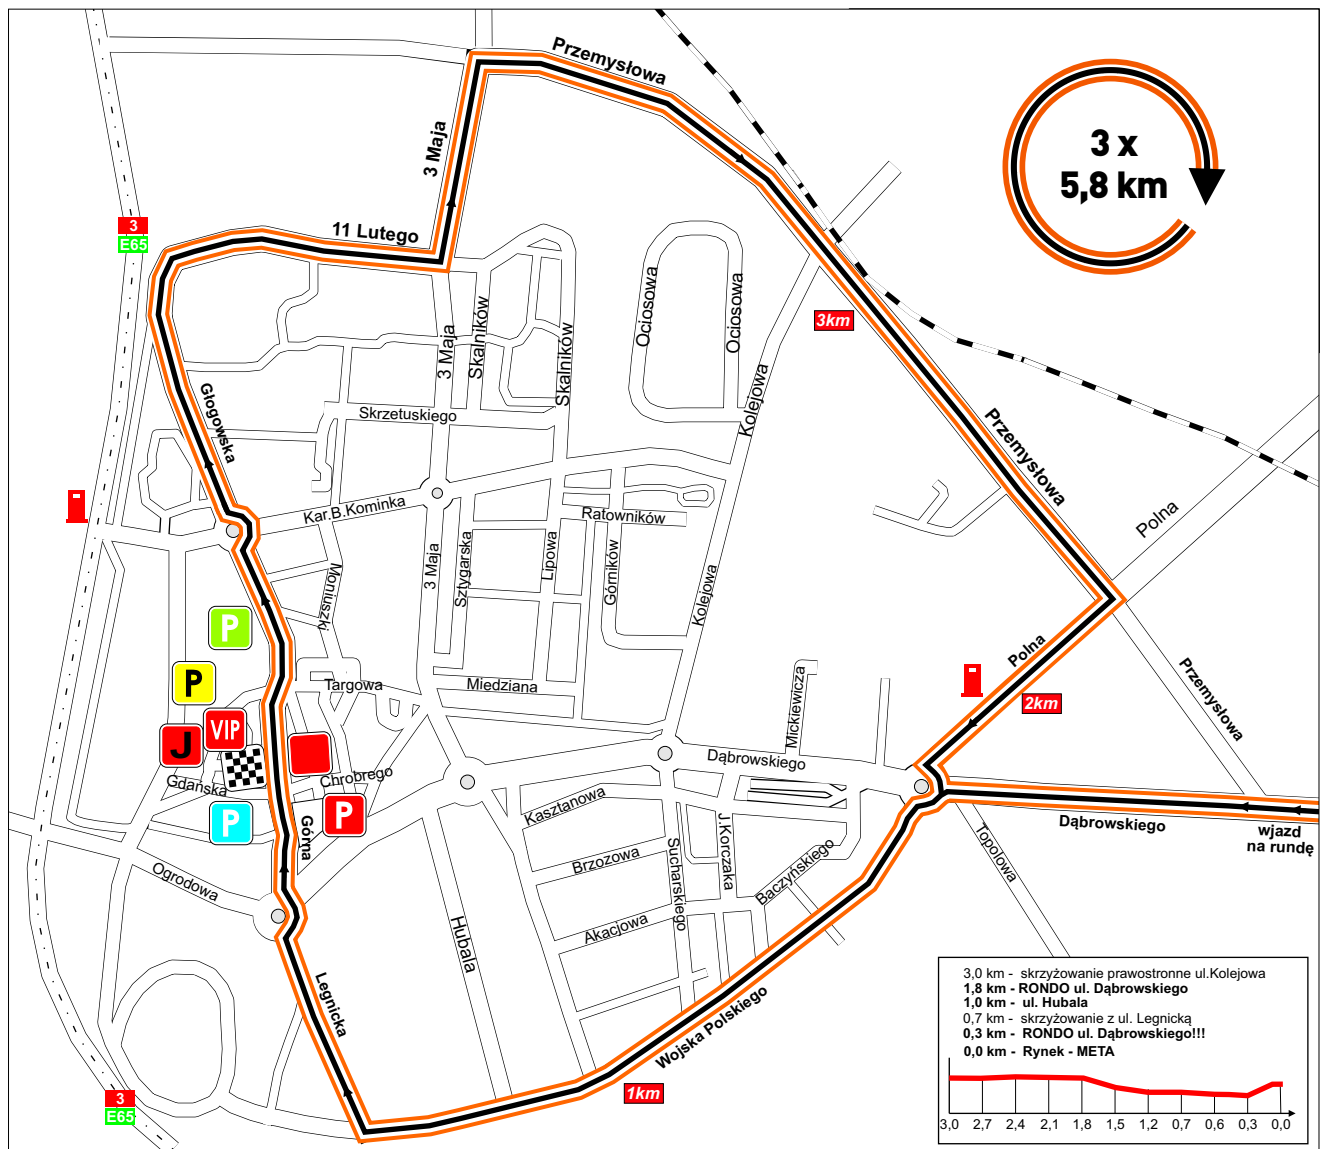 Przemysłowa
3 Maja
3 x
5,8 km
3
E65
11 Lutego
Ociosowa
Ociosowa
3km
3 Maja
Skalników
Skalników
Kolejowa
Głogowska
Skrzetuskiego
Przemysłowa
Kar.B.Kominka
Ratowników
Polna
3 Maja
Sztygarska
Lipowa
Górników
Kolejowa
Moniuszki
P
Polna
P
Targowa
Miedziana
Mickiewicza
Przemysłowa
2km
VIP
J
Dąbrowskiego
Gdańska
Chrobrego
Kasztanowa
P
P
Górna
Dąbrowskiego
wjazd
na rundę
J.Korczaka
Topolowa
Brzozowa
Sucharskiego
Baczyńskiego
Ogrodowa
Akacjowa
Hubala
Legnicka
Wojska Polskiego
1km
3
E65
3,0 km - skrzyżowanie prawostronne ul.Kolejowa
1,8 km - RONDO ul. Dąbrowskiego
1,0 km - ul. Hubala
0,7 km - skrzyżowanie z ul. Legnicką
0,3 km - RONDO ul. Dąbrowskiego!!!
0,0 km - Rynek - META
3,0 2,7 2,4 2,1 1,8 1,5 1,2 0,7 0,6 0,3 0,0